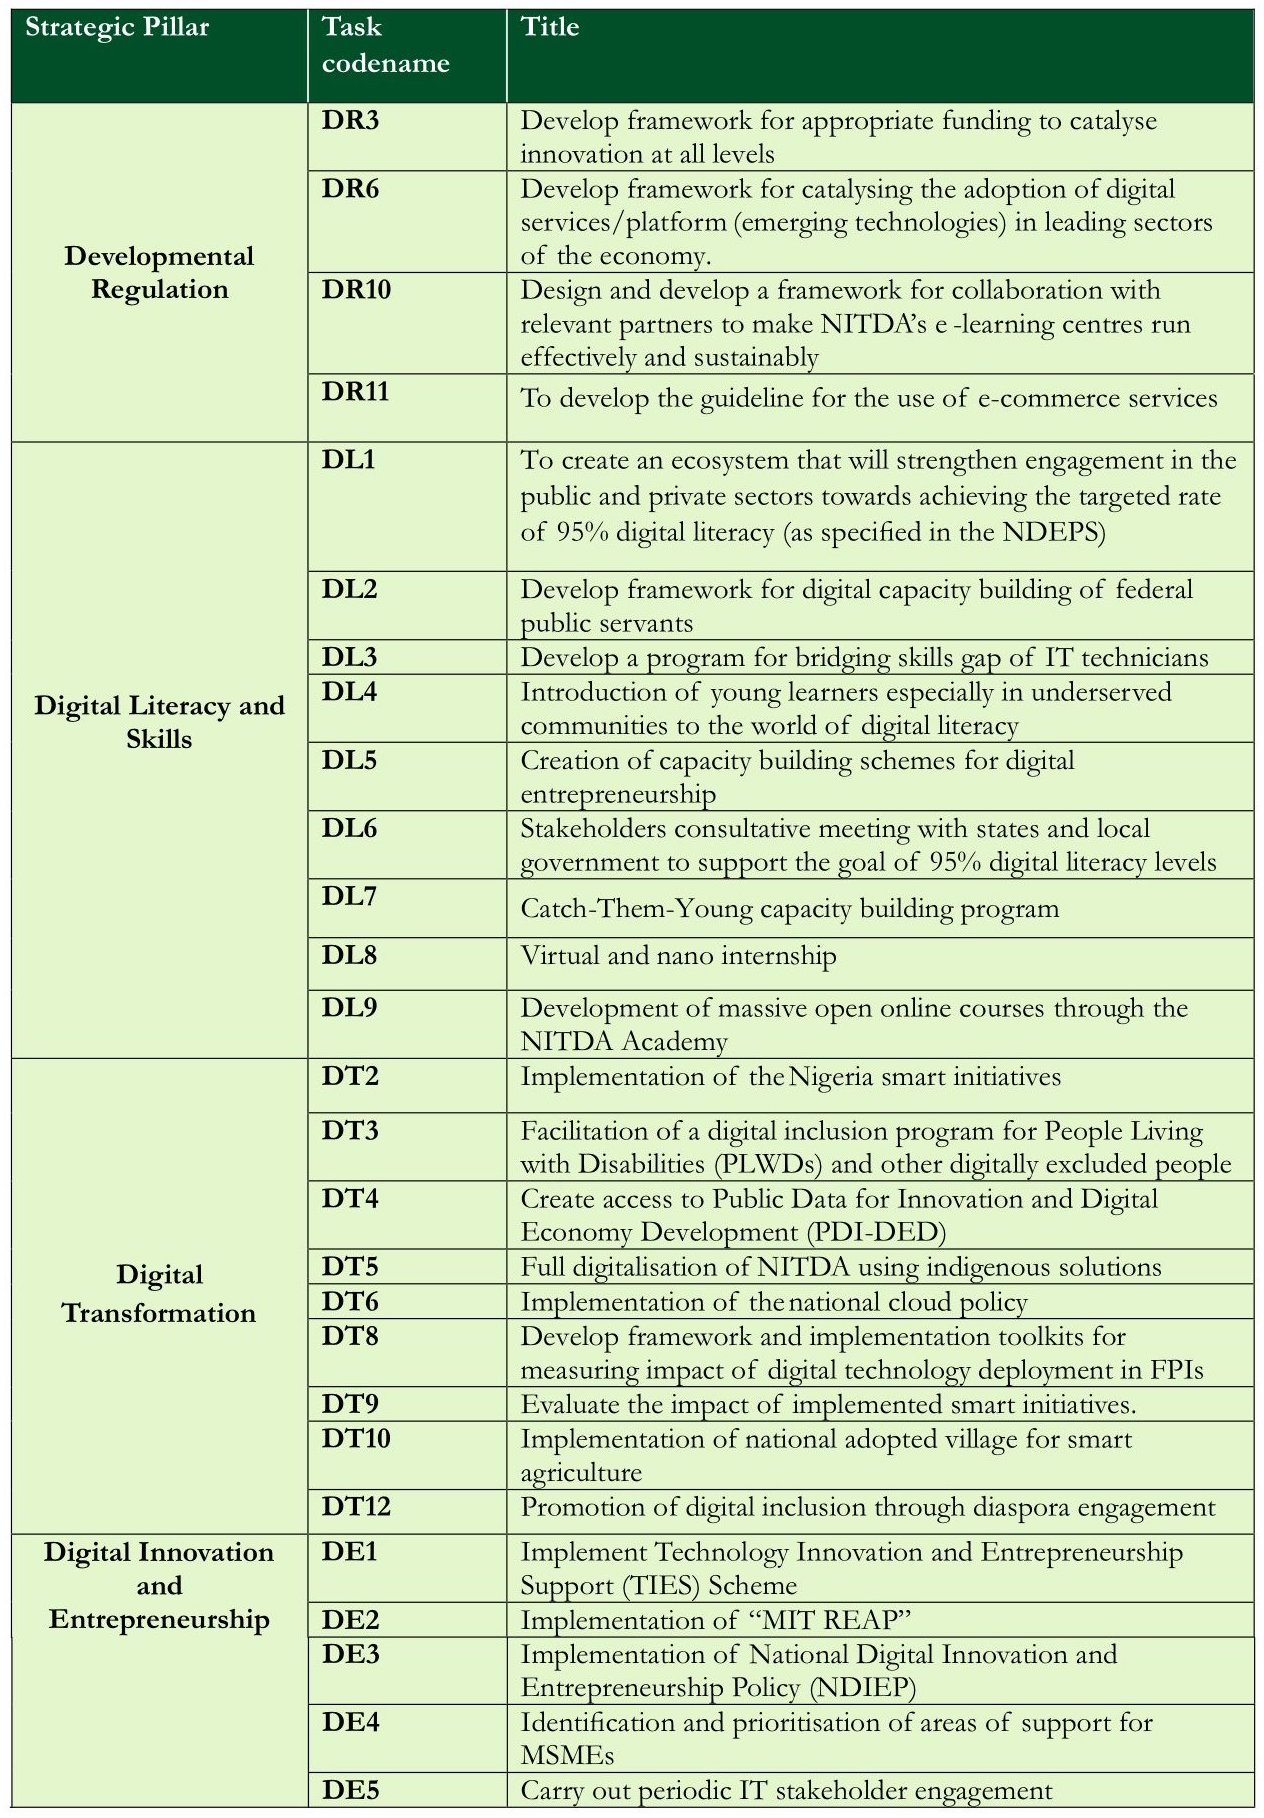 Strategic Pillar
Task
codename
Title
Developmental
Regulation
DR3
Develop framework for appropriate funding to catalyse
innovation at all levels
DR6
Develop framework for catalysing the adoption of digital
services/platform (emerging technologies) in leading sectors
of the economy.
DR10
Design and develop a framework for collaboration with
relevant partners to make NITDA’s e -learning centres run
effectively and sustainably
DR11
To develop the guideline for the use of e-commerce services
Digital Literacy and
Skills
DL1
To create an ecosystem that will strengthen engagement in the
public and private sectors towards achieving the targeted rate
of 95% digital literacy (as specified in the NDEPS)
DL2
Develop framework for digital capacity building of federal
public servants
DL3
Develop a program for bridging skills gap of IT technicians
DL4
Introduction of young learners especially in underserved
communities to the world of digital literacy
DL5
Creation of capacity building schemes for digital
entrepreneurship
DL6
Stakeholders consultative meeting with states and local
government to support the goal of 95% digital literacy levels
DL7
Catch-Them-Young capacity building program
DL8
Virtual and nano internship
DL9
Development of massive open online courses through the
NITDA Academy
Digital
Transformation
DT2
Implementation of the Nigeria smart initiatives
DT3
Facilitation of a digital inclusion program for People Living
with Disabilities (PLWDs) and other digitally excluded people
DT4
Create access to Public Data for Innovation and Digital
Economy Development (PDI-DED)
DT5
Full digitalisation of NITDA using indigenous solutions
DT6
Implementation of the national cloud policy
DT8
Develop framework and implementation toolkits for
measuring impact of digital technology deployment in FPIs
DT9
Evaluate the impact of implemented smart initiatives.
DT10
Implementation of national adopted village for smart
agriculture
DT12
Promotion of digital inclusion through diaspora engagement
Digital Innovation
and
Entrepreneurship
DE1
Implement Technology Innovation and Entrepreneurship
Support (TIES) Scheme
DE2
Implementation of “MIT REAP”
DE3
Implementation of National Digital Innovation and
Entrepreneurship Policy (NDIEP)
DE4
Identification and prioritisation of areas of support for
MSMEs
DE5
Carry out periodic IT stakeholder engagement